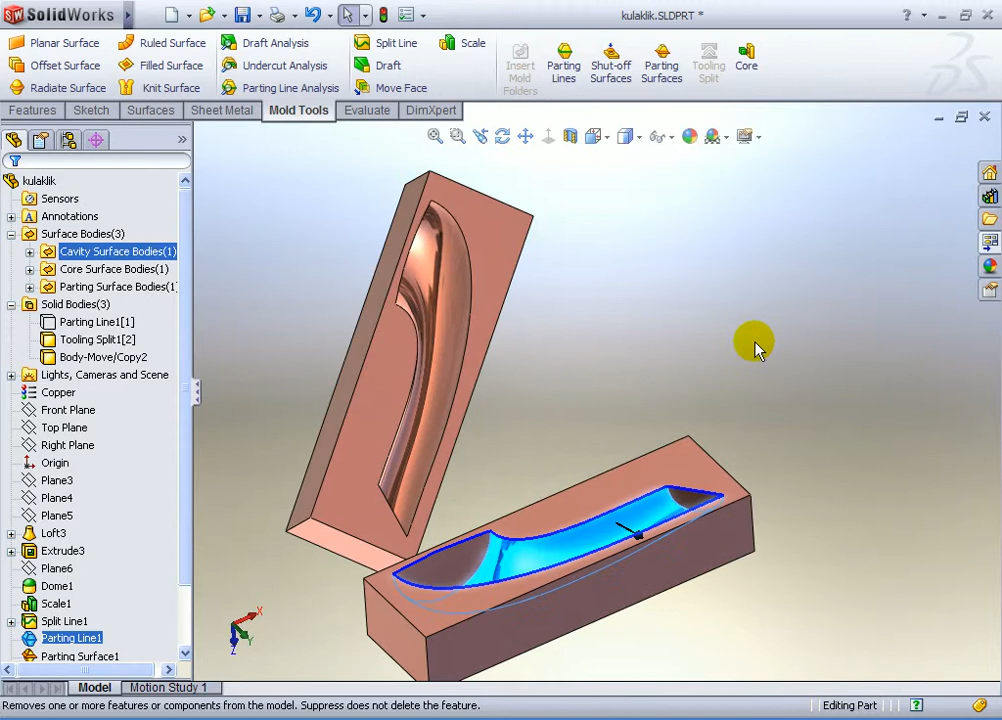 SolidWorks
kulaklik.SLDPRT *
Planar Surface
Ruled Surface
Draft Analysis
Split Line
Scale
Offset Surface
Filled Surface
Undercut Analysis
Draft
Radiate Surface
Knit Surface
Parting Line Analysis
Move Face
Insert
Mold
Folders
Parting
Lines
Shut-off
Surfaces
Parting
Surfaces
Tooling
Split
Core
Features
Sketch
Surfaces
Sheet Metal
Mold Tools
Evaluate
DimXpert
kulaklik
Sensors
Annotations
Surface Bodies(3)
Cavity Surface Bodies(1)
Core Surface Bodies(1)
Parting Surface Bodies(1)
Solid Bodies(3)
Parting Line1[1]
Tooling Split1[2]
Body-Move/Copy2
Lights, Cameras and Scene
Copper
Front Plane
Top Plane
Right Plane
Origin
Plane3
Plane4
Plane5
Loft3
Extrude3
Plane6
Dome1
Scale1
Split Line1
Parting Line1
Parting Surface1
X
Y
Z
Model
Motion Study 1
Removes one or more features or components from the model. Suppress does not delete the feature.
Editing Part